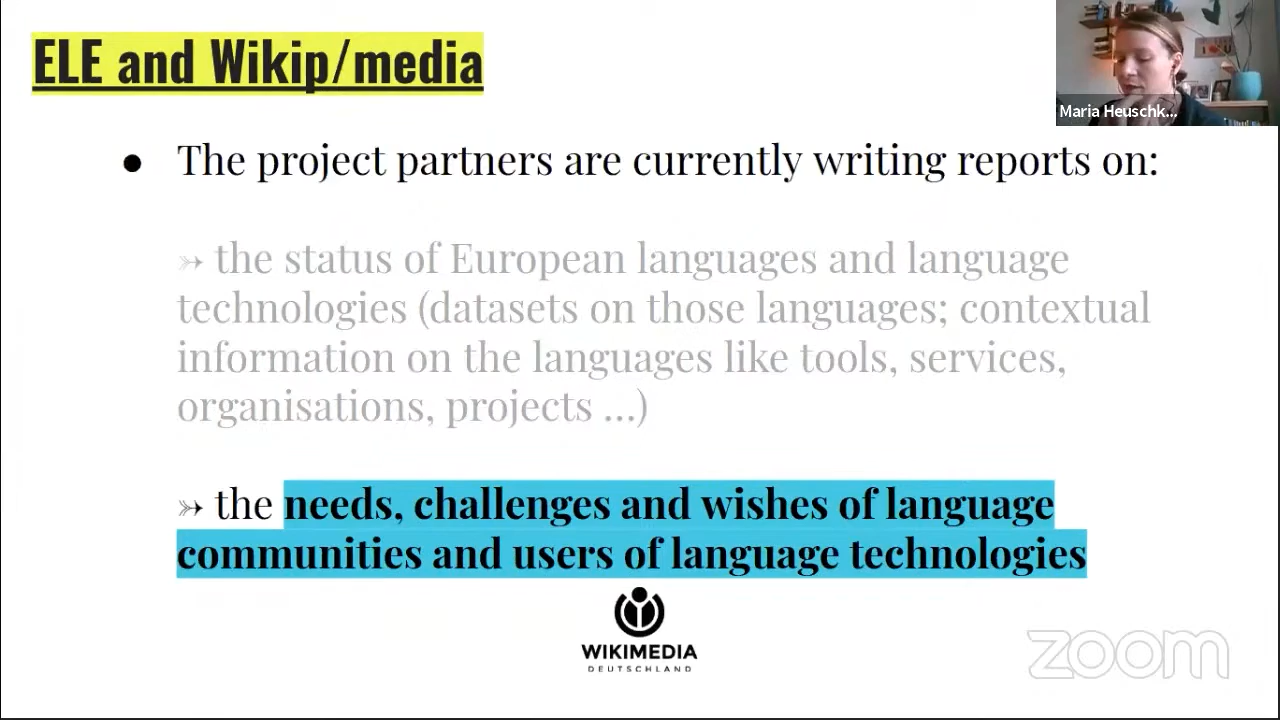 ELE and Wikip/media
Maria Heuschk...
● The project partners are currently writing reports on:
➳ the status of European languages and language
technologies (datasets on those languages; contextual
information on the languages like tools, services,
organisations, projects ...)
➳ the needs, challenges and wishes of language
communities and users of language technologies
WIKIMEDIA
DEUTSCHLAND
zoom